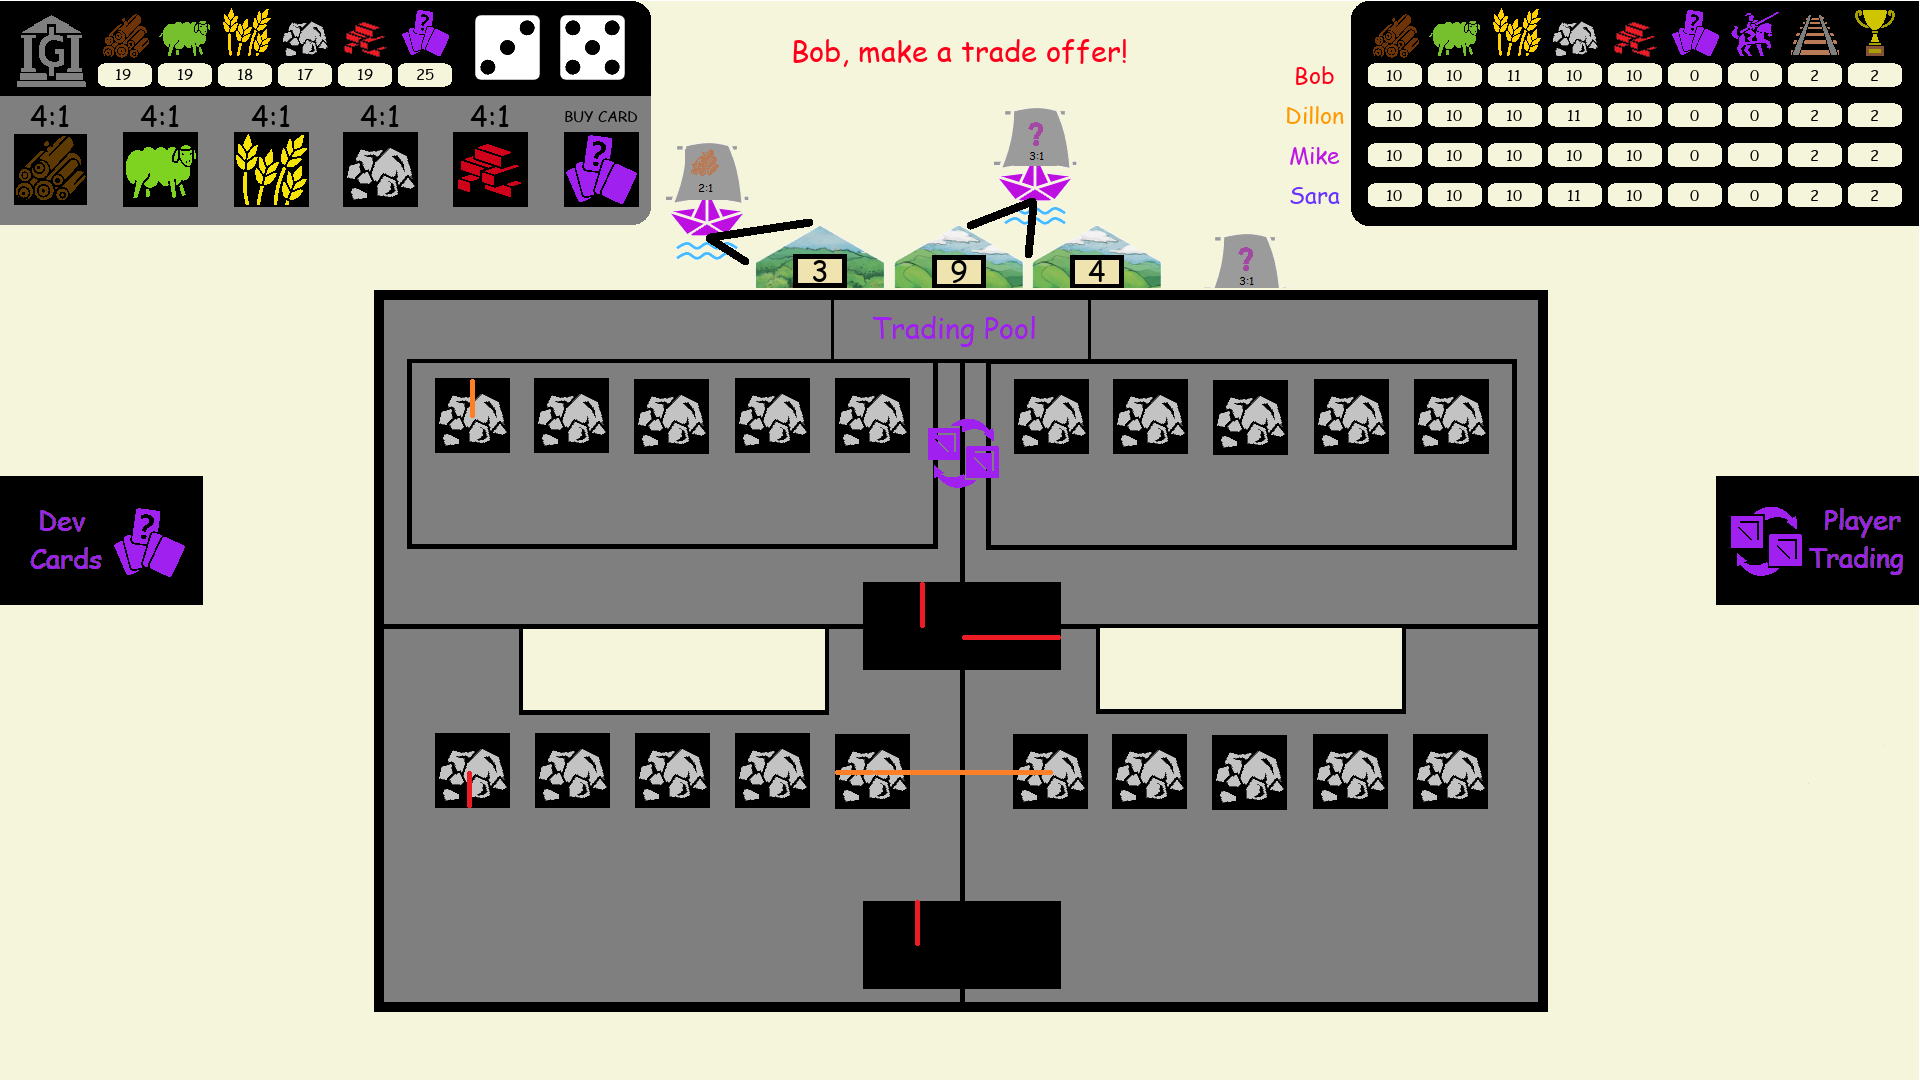 IGI
19 19 18 17 19 25
4:1 4:1 4:1 4:1 4:1 BUY CARD
?
Bob, make a trade offer!
Bob 10 10 11 10 10 0 0 2 2
Dillon 10 10 10 11 10 0 0 2 2
Mike 10 10 10 10 10 0 0 2 2
Sara 10 10 10 11 10 0 0 2 2
2:1
?
3:1
3 9 4
?
3:1
Trading Pool
Dev
Cards
?
Player
Trading